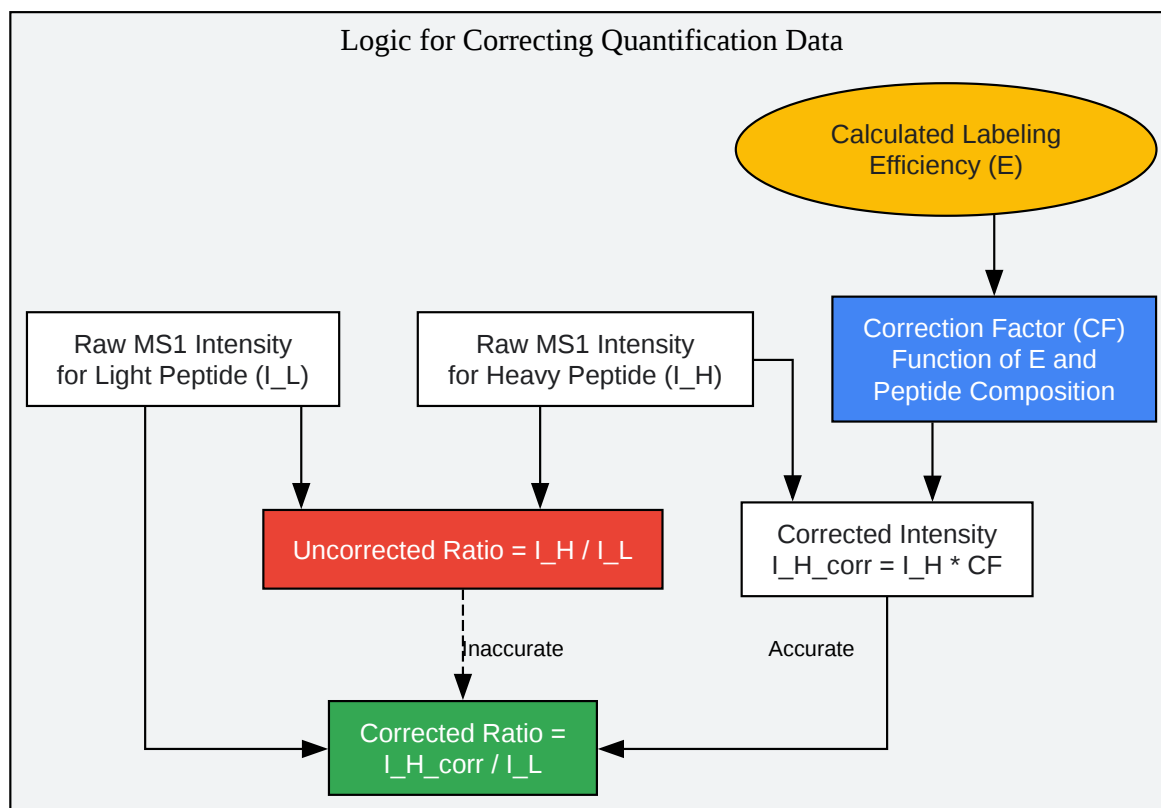 Logic for Correcting Quantification Data
Calculated Labeling
Efficiency (E)
Raw MS1 Intensity
for Light Peptide (I_L)
Raw MS1 Intensity
for Heavy Peptide (I_H)
Correction Factor (CF)
Function of E and
Peptide Composition
Uncorrected Ratio = I_H / I_L
Corrected Intensity
I_H_corr = I_H * CF
Inaccurate
Accurate
Corrected Ratio =
I_H_corr / I_L